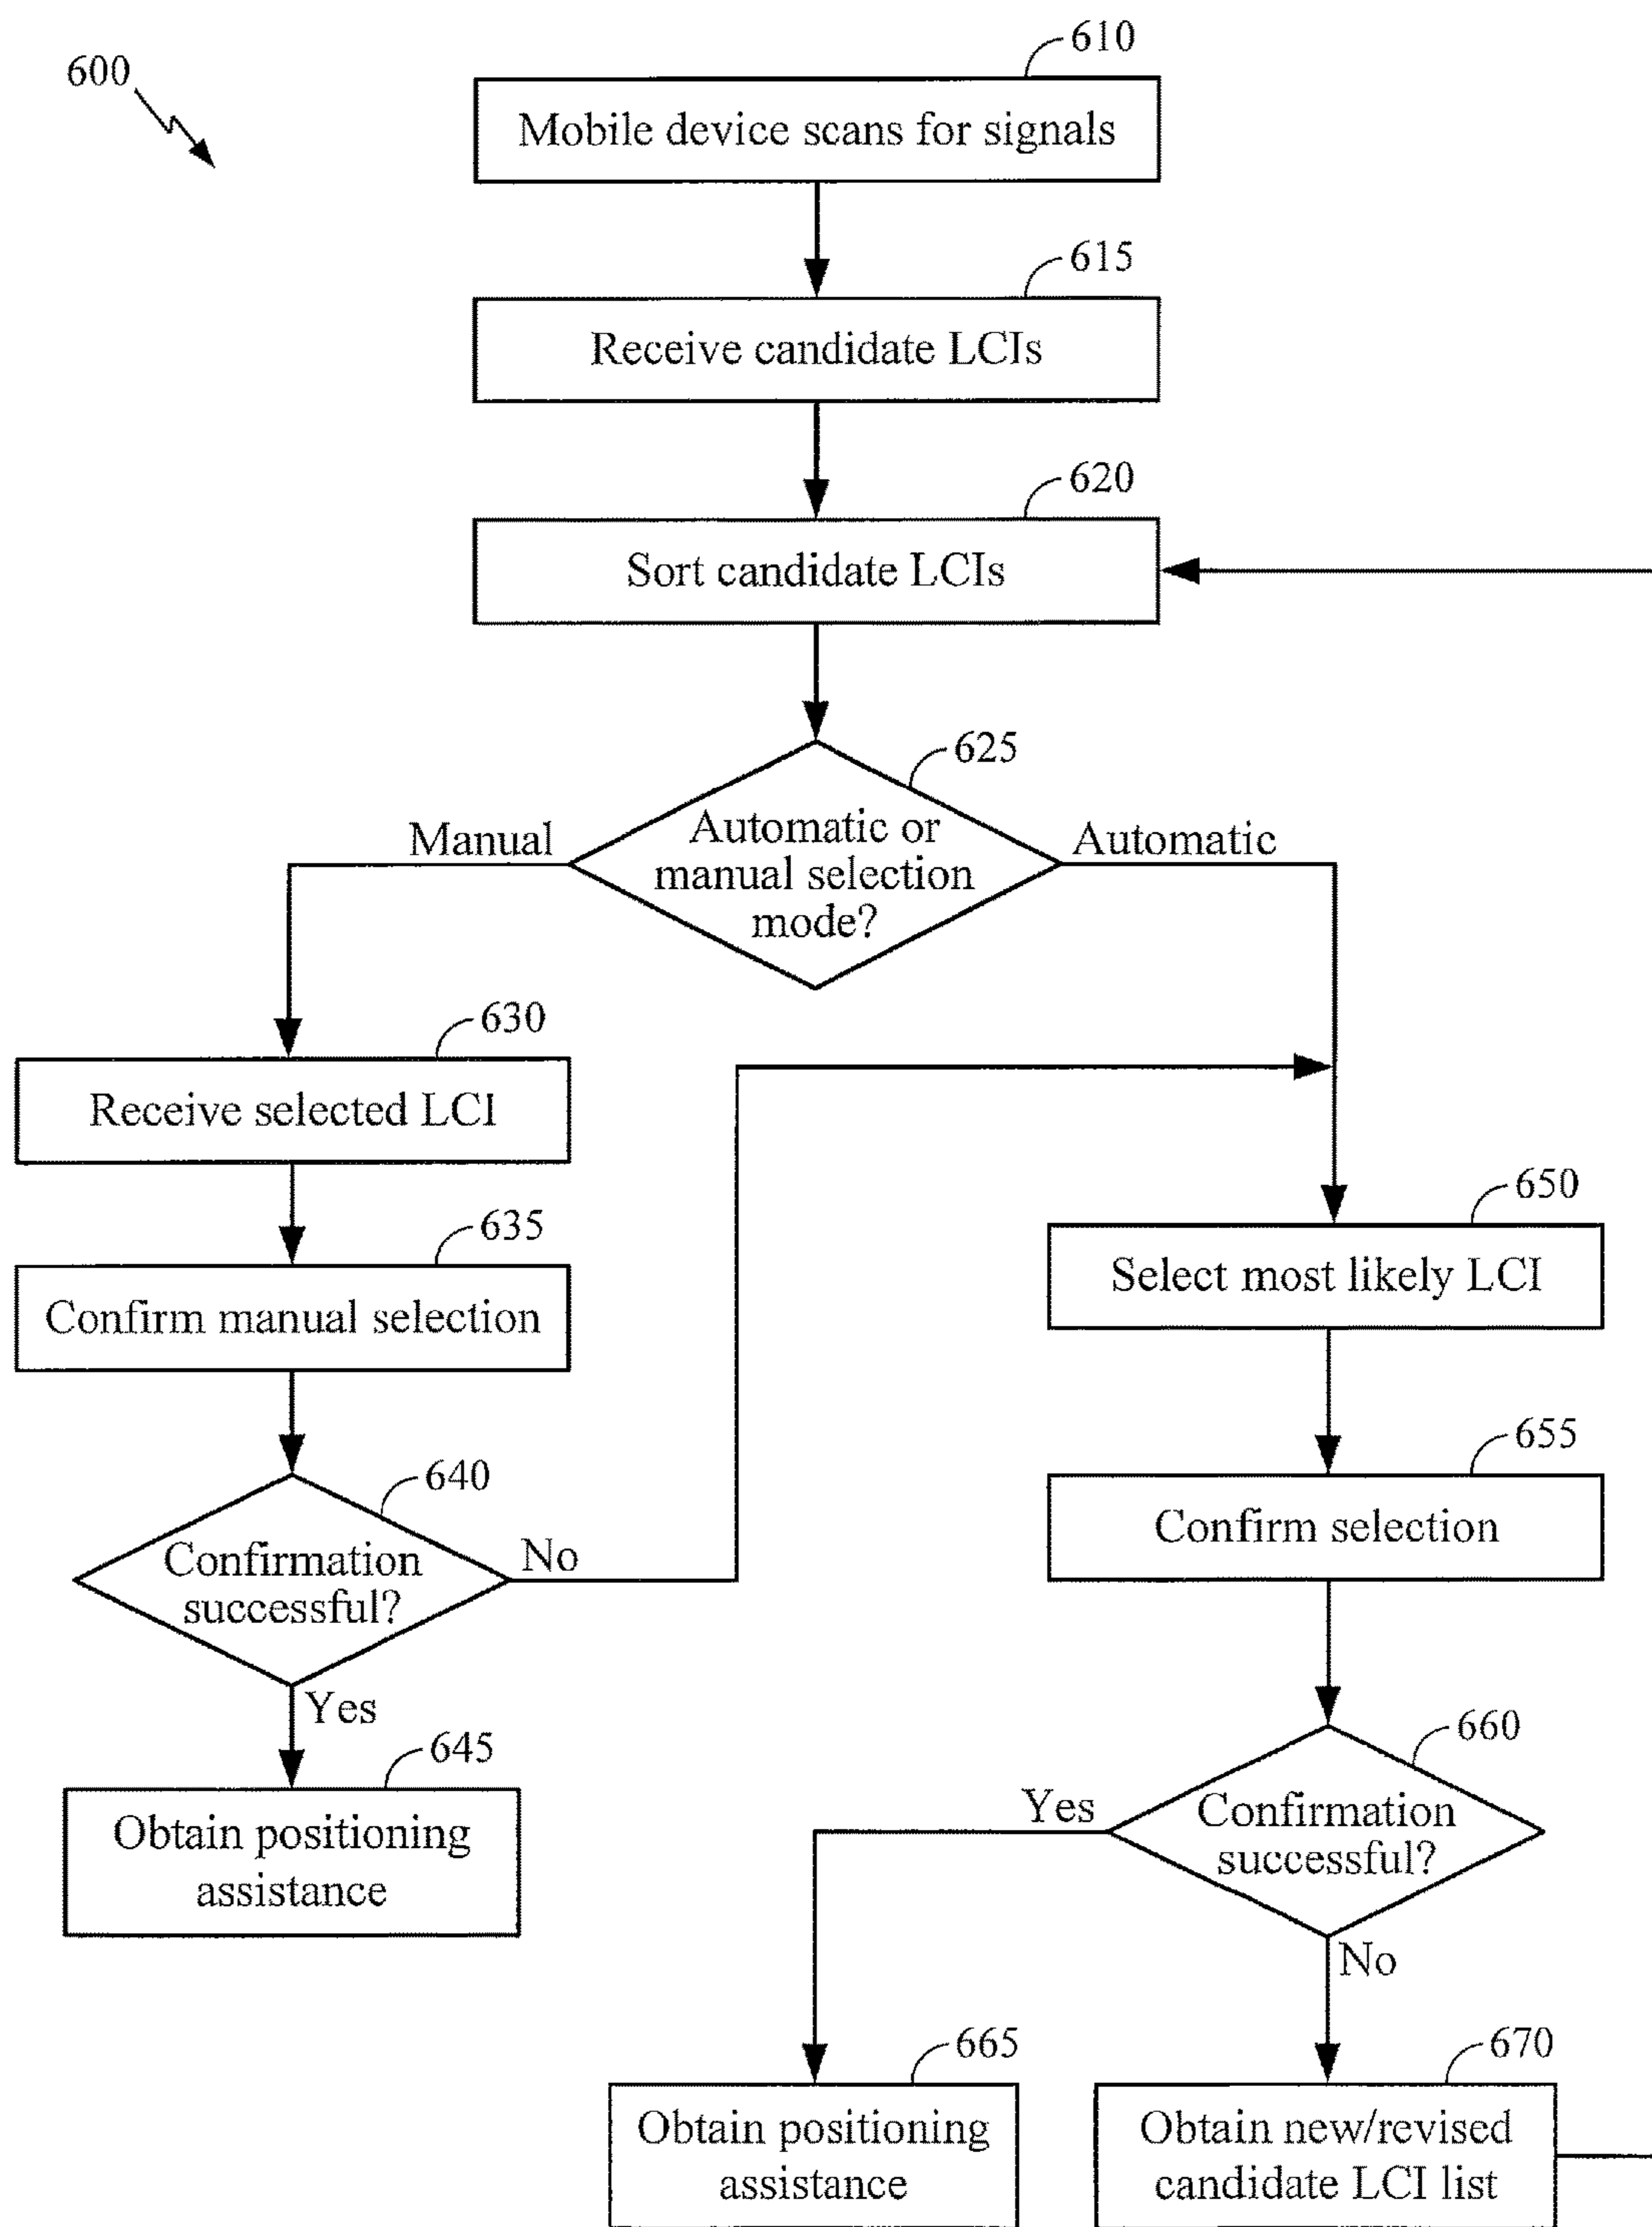 600
610
Mobile device scans for signals
615
Receive candidate LCIs
620
Sort candidate LCIs
625
Automatic or
manual selection
mode?
Manual
Automatic
630
Receive selected LCI
635
Confirm manual selection
640
Confirmation
successful?
No
Yes
645
Obtain positioning
assistance
650
Select most likely LCI
655
Confirm selection
660
Confirmation
successful?
Yes
No
665
Obtain positioning
assistance
670
Obtain new/revised
candidate LCI list